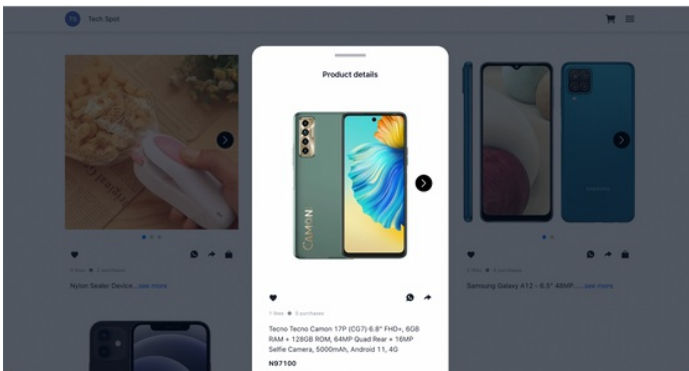 TS Tech Spot
Product details
CAMON
SAMSUNG
1 likes 0 purchases
Nylon Sealer Device...see more
Samsung Galaxy A12 - 6.5" 48MP......see more
Tecno Tecno Camon 17P (CG7) 6.8" FHD+, 6GB
RAM + 128GB ROM, 64MP Quad Rear + 16MP
Selfie Camera, 5000mAh, Android 11, 4G
N97100